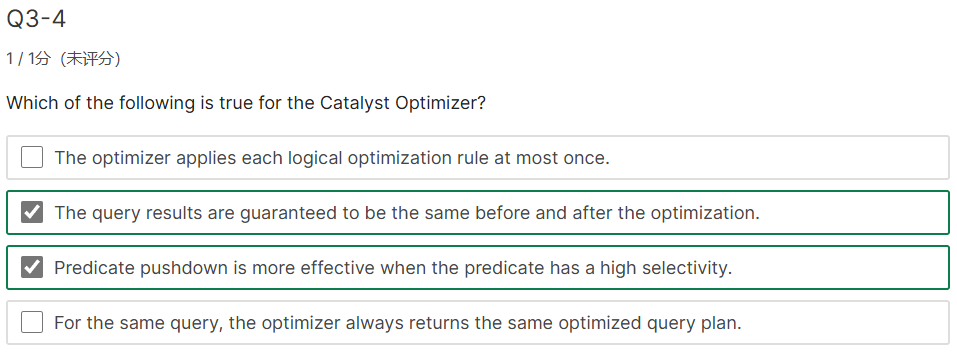 Q3-4
1 / 1分（未评分）
Which of the following is true for the Catalyst Optimizer?
The optimizer applies each logical optimization rule at most once.
The query results are guaranteed to be the same before and after the optimization.
Predicate pushdown is more effective when the predicate has a high selectivity.
For the same query, the optimizer always returns the same optimized query plan.